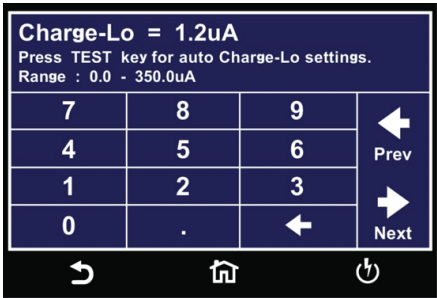 Charge-Lo = 1.2uA
Press TEST key for auto Charge-Lo settings.
Range : 0.0 - 350.0uA
7 8 9
4 5 6
Prev
1 2 3
0 .
Next